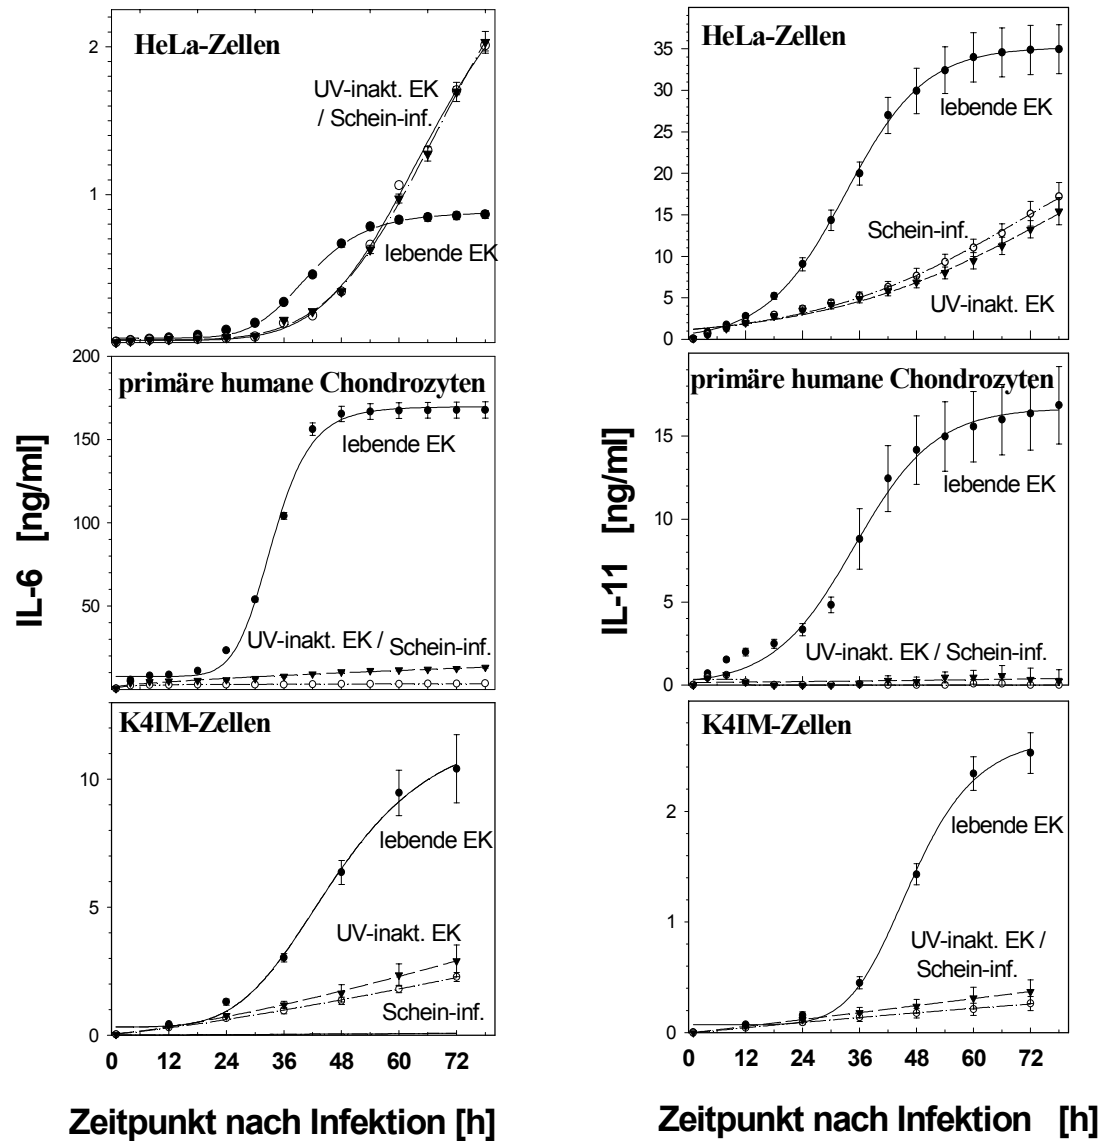 HeLa-Zellen
UV-inakt. EK
/ Schein-inf.
lebende EK
2
1
primäre humane Chondrozyten
lebende EK
UV-inakt. EK / Schein-inf.
200
150
100
50
K4IM-Zellen
lebende EK
UV-inakt. EK
Schein-inf.
10
5
0
0 12 24 36 48 60 72
IL-6 [ng/ml]
Zeitpunkt nach Infektion [h]
HeLa-Zellen
lebende EK
Schein-inf.
UV-inakt. EK
35
30
25
20
15
10
5
0
primäre humane Chondrozyten
lebende EK
UV-inakt. EK / Schein-inf.
15
10
5
0
K4IM-Zellen
lebende EK
UV-inakt. EK /
Schein-inf.
2
1
0
0 12 24 36 48 60 72
IL-11 [ng/ml]
Zeitpunkt nach Infektion [h]